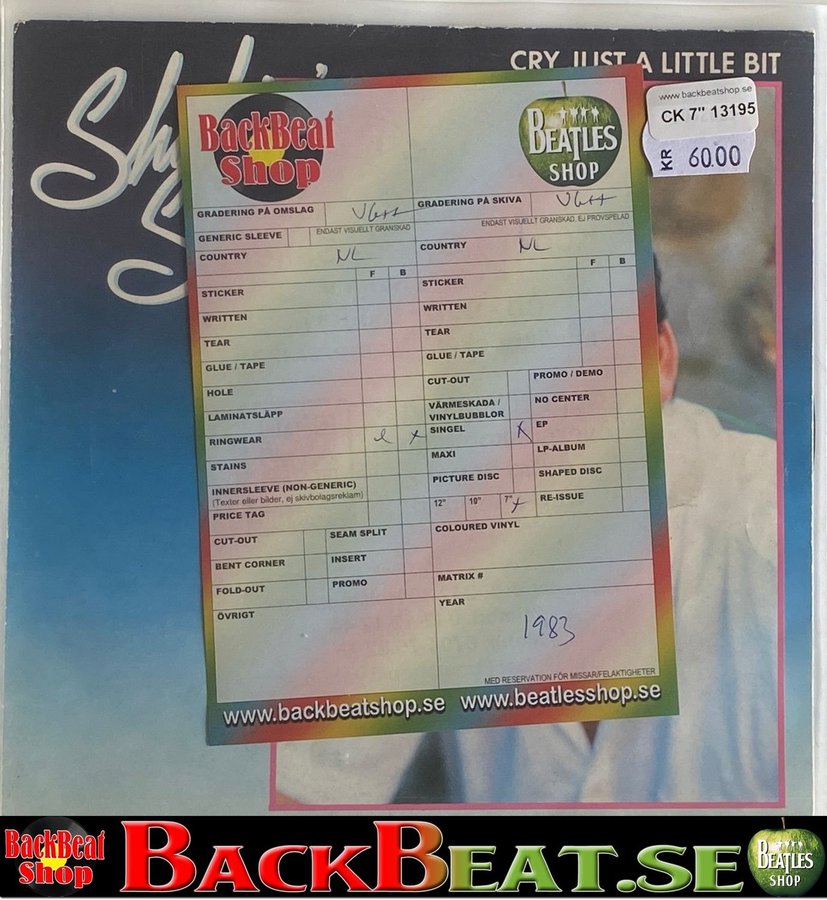 CRY JUST A LITTLE BIT
www.backbeatshop.se
CK 7" 13195
KR 60.00
BACKBEAT
SHOP
BEATLES
SHOP
GRADERING PÅ OMSLAG VG++
ENDAST VISUELLT GRANSKAD
GENERIC SLEEVE
COUNTRY NL
F B
STICKER
WRITTEN
TEAR
GLUE / TAPE
HOLE
LAMINATSLÄPP
RINGWEAR x
STAINS
INNERSLEEVE (NON-GENERIC)
(Texter eller bilder, ej skivbolagsreklam)
PRICE TAG
CUT-OUT SEAM SPLIT
BENT CORNER INSERT
FOLD-OUT PROMO
ÖVRIGT
GRADERING PÅ SKIVA VG++
ENDAST VISUELLT GRANSKAD, EJ PROVSPELAD
COUNTRY NL
F B
STICKER
WRITTEN
TEAR
GLUE / TAPE
CUT-OUT PROMO / DEMO
VÄRMESKADA /
VINYLBUBBLOR NO CENTER
SINGEL x EP
MAXI LP-ALBUM
PICTURE DISC SHAPED DISC
12" 10" 7" x RE-ISSUE
COLOURED VINYL
MATRIX #
YEAR
1983
MED RESERVATION FÖR MISSAR/FELAKTIGHETER
www.backbeatshop.se www.beatlesshop.se
BACKBEAT
SHOP
BACKBEAT.SE
BEATLES
SHOP